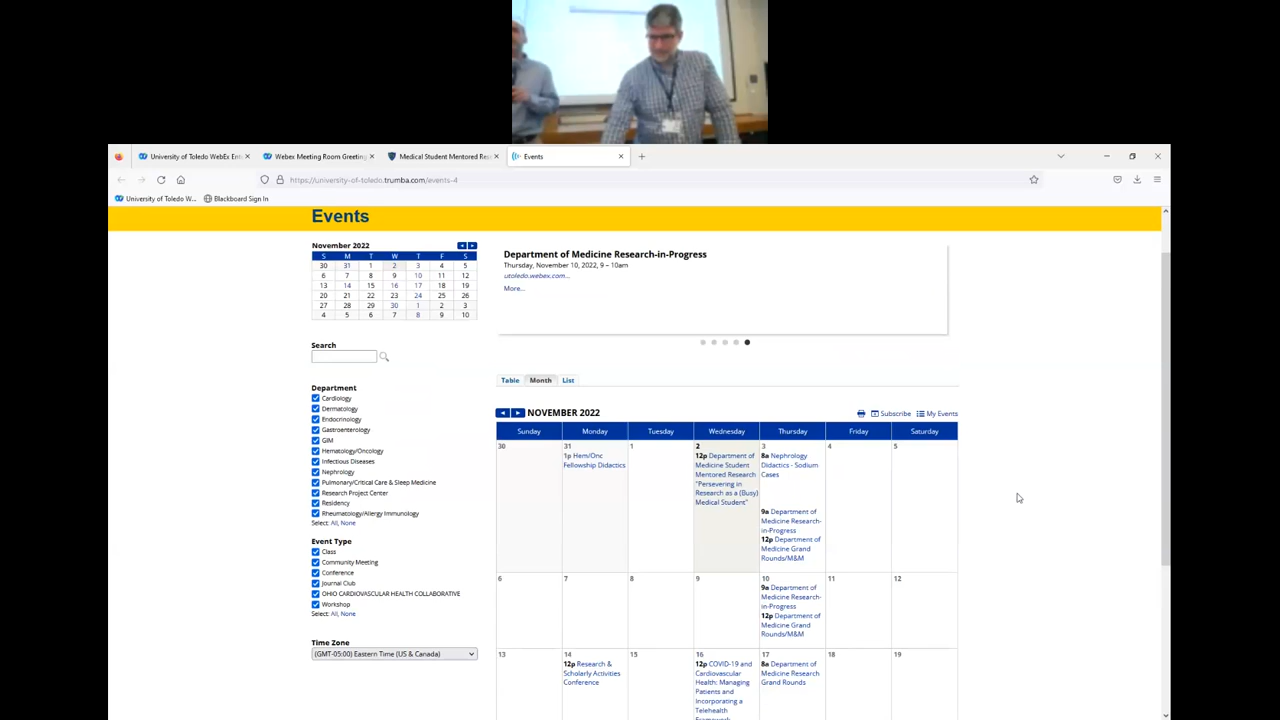 University of Toledo WebEx Ent
Webex Meeting Room Greeting
Medical Student Mentored Res
Events
https://university-of-toledo.trumba.com/events-4
University of Toledo W...
Blackboard Sign In
Events
November 2022
S M T W T F S
30 31 1 2 3 4 5
6 7 8 9 10 11 12
13 14 15 16 17 18 19
20 21 22 23 24 25 26
27 28 29 30 1 2 3
4 5 6 7 8 9 10
Search
Department
Cardiology
Dermatology
Endocrinology
Gastroenterology
GIM
Hematology/Oncology
Infectious Diseases
Nephrology
Pulmonary/Critical Care & Sleep Medicine
Research Project Center
Residency
Rheumatology/Allergy Immunology
Select: All, None
Event Type
Class
Community Meeting
Conference
Journal Club
OHIO CARDIOVASCULAR HEALTH COLLABORATIVE
Workshop
Select: All, None
Time Zone
(GMT-05:00) Eastern Time (US & Canada)
Department of Medicine Research-in-Progress
Thursday, November 10, 2022, 9 – 10am
utoledo.webex.com...
More...
Table Month List
NOVEMBER 2022
Subscribe My Events
Sunday Monday Tuesday Wednesday Thursday Friday Saturday
30
31
1p Hem/Onc
Fellowship Didactics
1
2
12p Department of
Medicine Student
Mentored Research
"Persevering in
Research as a (Busy)
Medical Student"
3
8a Nephrology
Didactics - Sodium
Cases
9a Department of
Medicine Research-
in-Progress
12p Department of
Medicine Grand
Rounds/M&M
4
5
6
7
8
9
10
9a Department of
Medicine Research-
in-Progress
12p Department of
Medicine Grand
Rounds/M&M
11
12
13
14
12p Research &
Scholarly Activities
Conference
15
16
12p COVID-19 and
Cardiovascular
Health: Managing
Patients and
Incorporating a
Telehealth
Framework
17
8a Department of
Medicine Research
Grand Rounds
18
19